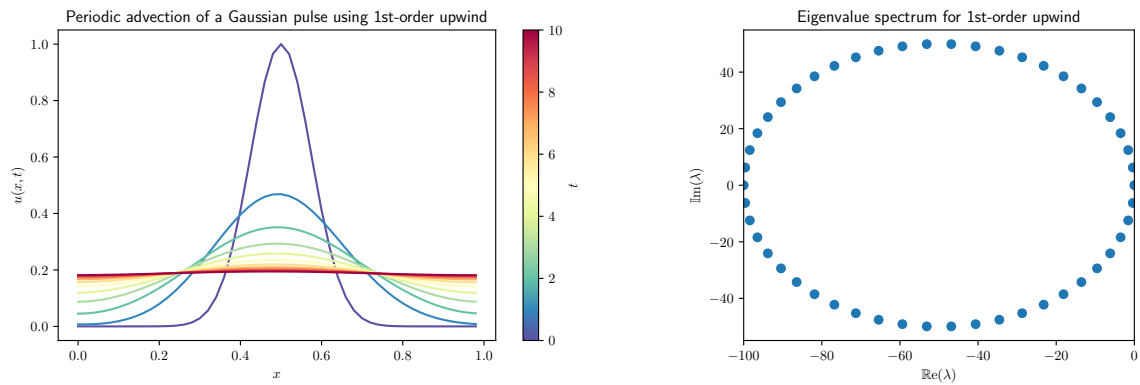 Periodic advection of a Gaussian pulse using 1st-order upwind
1.0
0.8
0.6
0.4
0.2
0.0
u(x, t)
0.0 0.2 0.4 0.6 0.8 1.0
x
10
8
6
4
2
0
t
Eigenvalue spectrum for 1st-order upwind
40
20
0
−20
−40
𝕀m(λ)
−100 −80 −60 −40 −20 0
ℝe(λ)